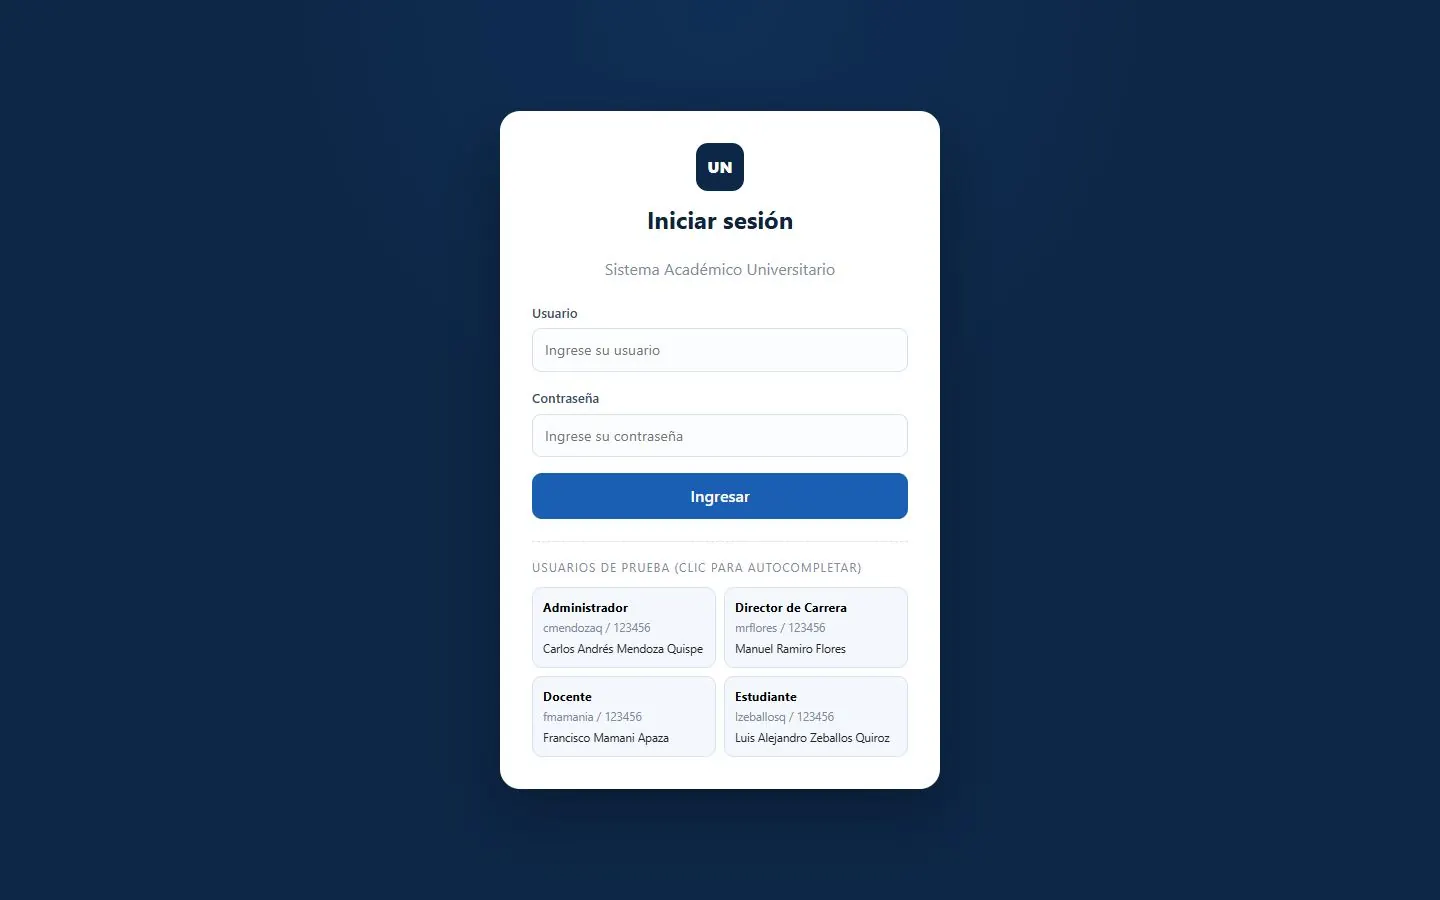 UN
Iniciar sesión
Sistema Académico Universitario
Usuario
Ingrese su usuario
Contraseña
Ingrese su contraseña
Ingresar
USUARIOS DE PRUEBA (CLIC PARA AUTOCOMPLETAR)
Administrador
cmendozaq / 123456
Carlos Andrés Mendoza Quispe
Director de Carrera
mrflores / 123456
Manuel Ramiro Flores
Docente
fmamania / 123456
Francisco Mamani Apaza
Estudiante
lzeballosq / 123456
Luis Alejandro Zeballos Quiroz